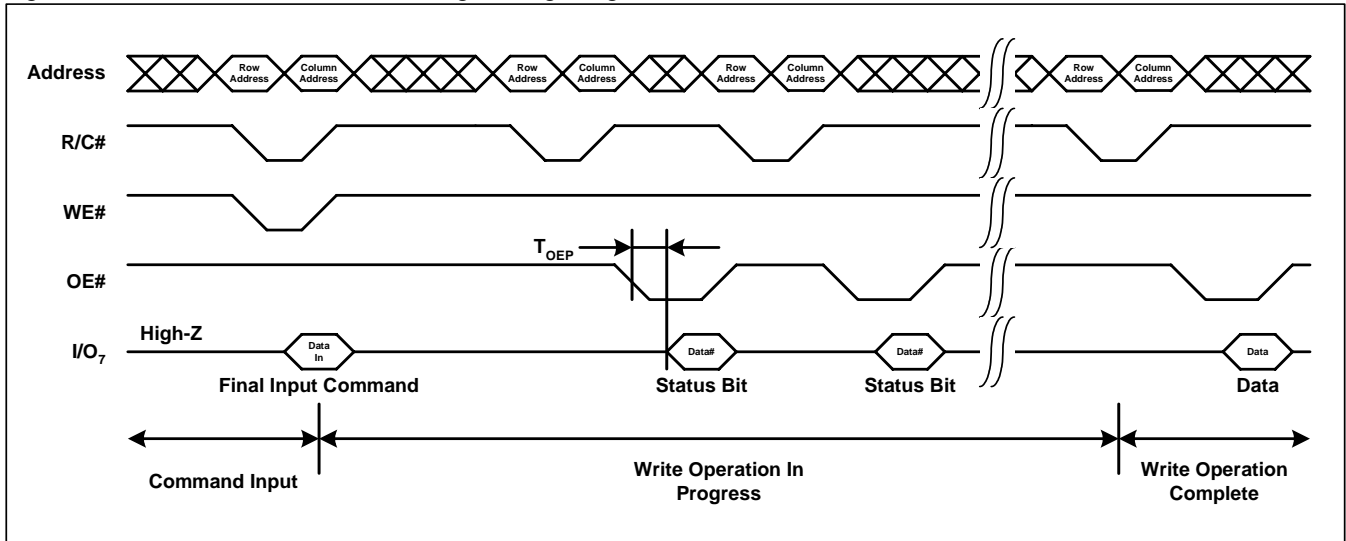 Address
Row
Address
Column
Address
Row
Address
Column
Address
Row
Address
Column
Address
Row
Address
Column
Address
R/C#
WE#
TOEP
OE#
High-Z
I/O7
Data
In
Data#
Data#
Data
Final Input Command
Status Bit
Status Bit
Data
Command Input
Write Operation In
Progress
Write Operation
Complete